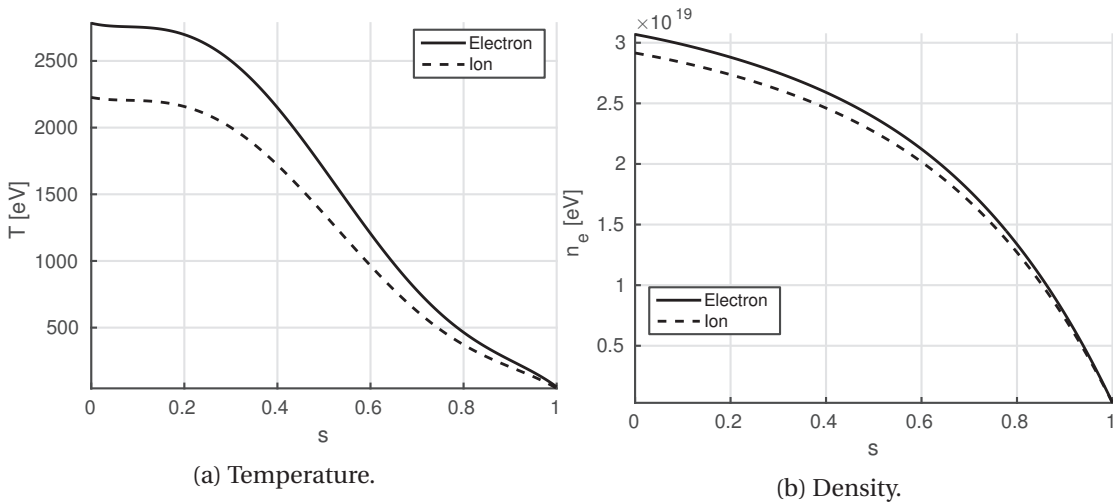 2500
2000
1500
1000
500
T [eV]
Electron
Ion
0 0.2 0.4 0.6 0.8 1
s
(a) Temperature.
×10^19
3
2.5
2
1.5
1
0.5
n_e [eV]
Electron
Ion
0 0.2 0.4 0.6 0.8 1
s
(b) Density.